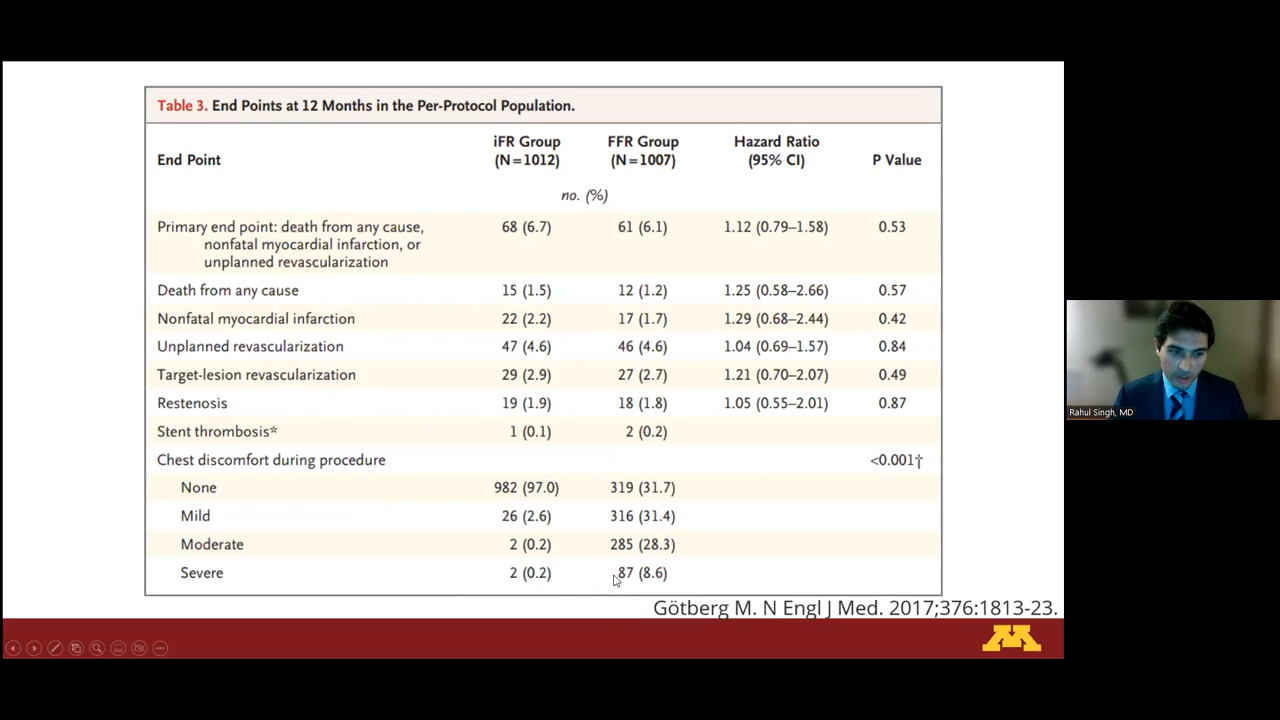 Table 3. End Points at 12 Months in the Per-Protocol Population.
End Point iFR Group (N=1012) FFR Group (N=1007) Hazard Ratio (95% CI) P Value
no. (%)
Primary end point: death from any cause, 68 (6.7) 61 (6.1) 1.12 (0.79–1.58) 0.53
nonfatal myocardial infarction, or
unplanned revascularization
Death from any cause 15 (1.5) 12 (1.2) 1.25 (0.58–2.66) 0.57
Nonfatal myocardial infarction 22 (2.2) 17 (1.7) 1.29 (0.68–2.44) 0.42
Unplanned revascularization 47 (4.6) 46 (4.6) 1.04 (0.69–1.57) 0.84
Target-lesion revascularization 29 (2.9) 27 (2.7) 1.21 (0.70–2.07) 0.49
Restenosis 19 (1.9) 18 (1.8) 1.05 (0.55–2.01) 0.87
Stent thrombosis* 1 (0.1) 2 (0.2)
Chest discomfort during procedure <0.001†
None 982 (97.0) 319 (31.7)
Mild 26 (2.6) 316 (31.4)
Moderate 2 (0.2) 285 (28.3)
Severe 2 (0.2) 87 (8.6)
Götberg M. N Engl J Med. 2017;376:1813-23.
M
Rahul Singh, MD